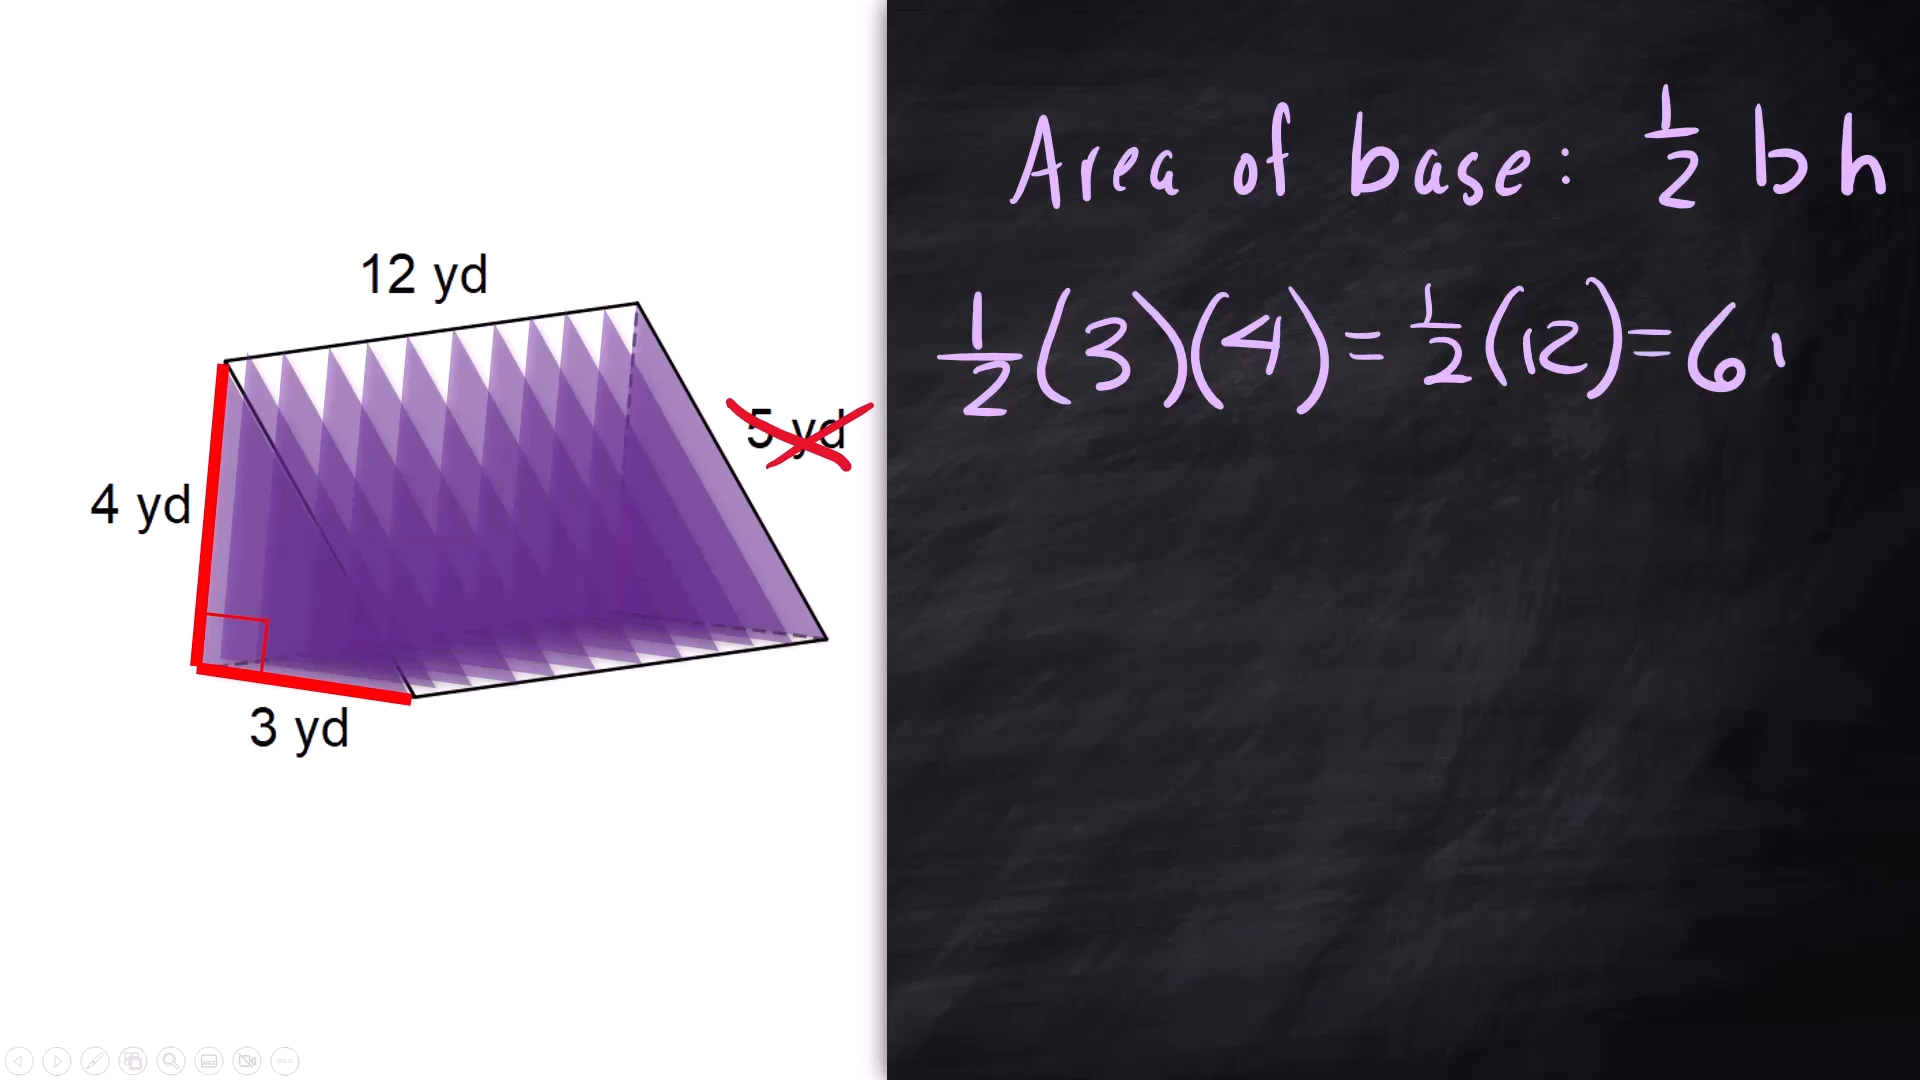 12 yd
5 yd
4 yd
3 yd
Area of base: 1/2 b h
1/2 (3)(4) = 1/2 (12) = 6